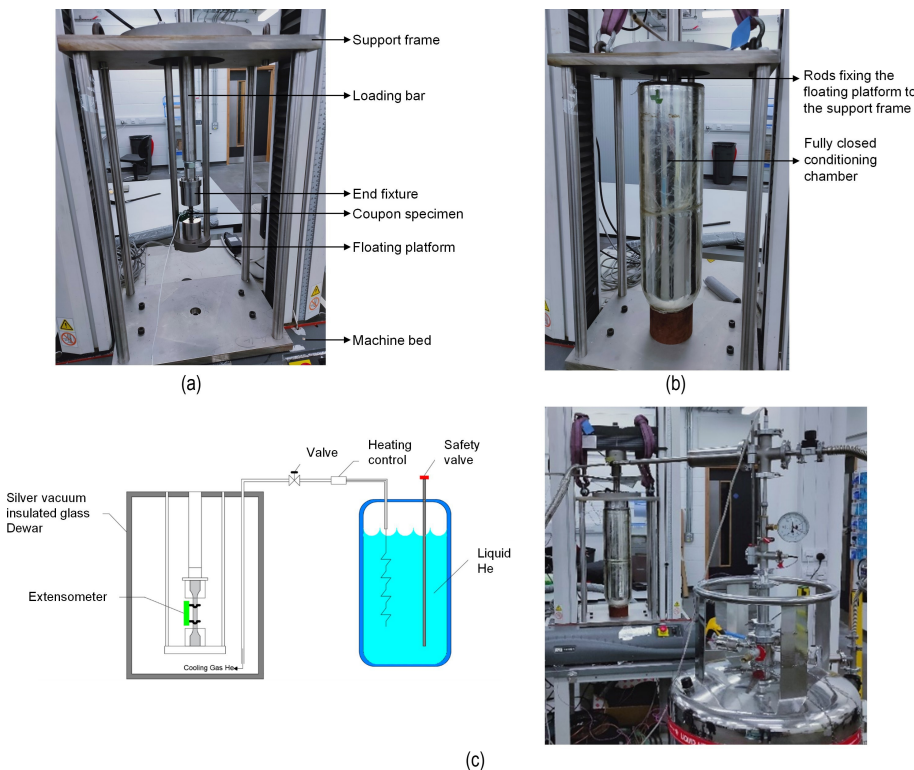 Support frame
Loading bar
End fixture
Coupon specimen
Floating platform
Machine bed
(a)
Rods fixing the
floating platform to
the support frame
Fully closed
conditioning
chamber
(b)
Valve
Heating
control
Safety
valve
Silver vacuum
insulated glass
Dewar
Liquid
He
Extensometer
Cooling Gas He
(c)